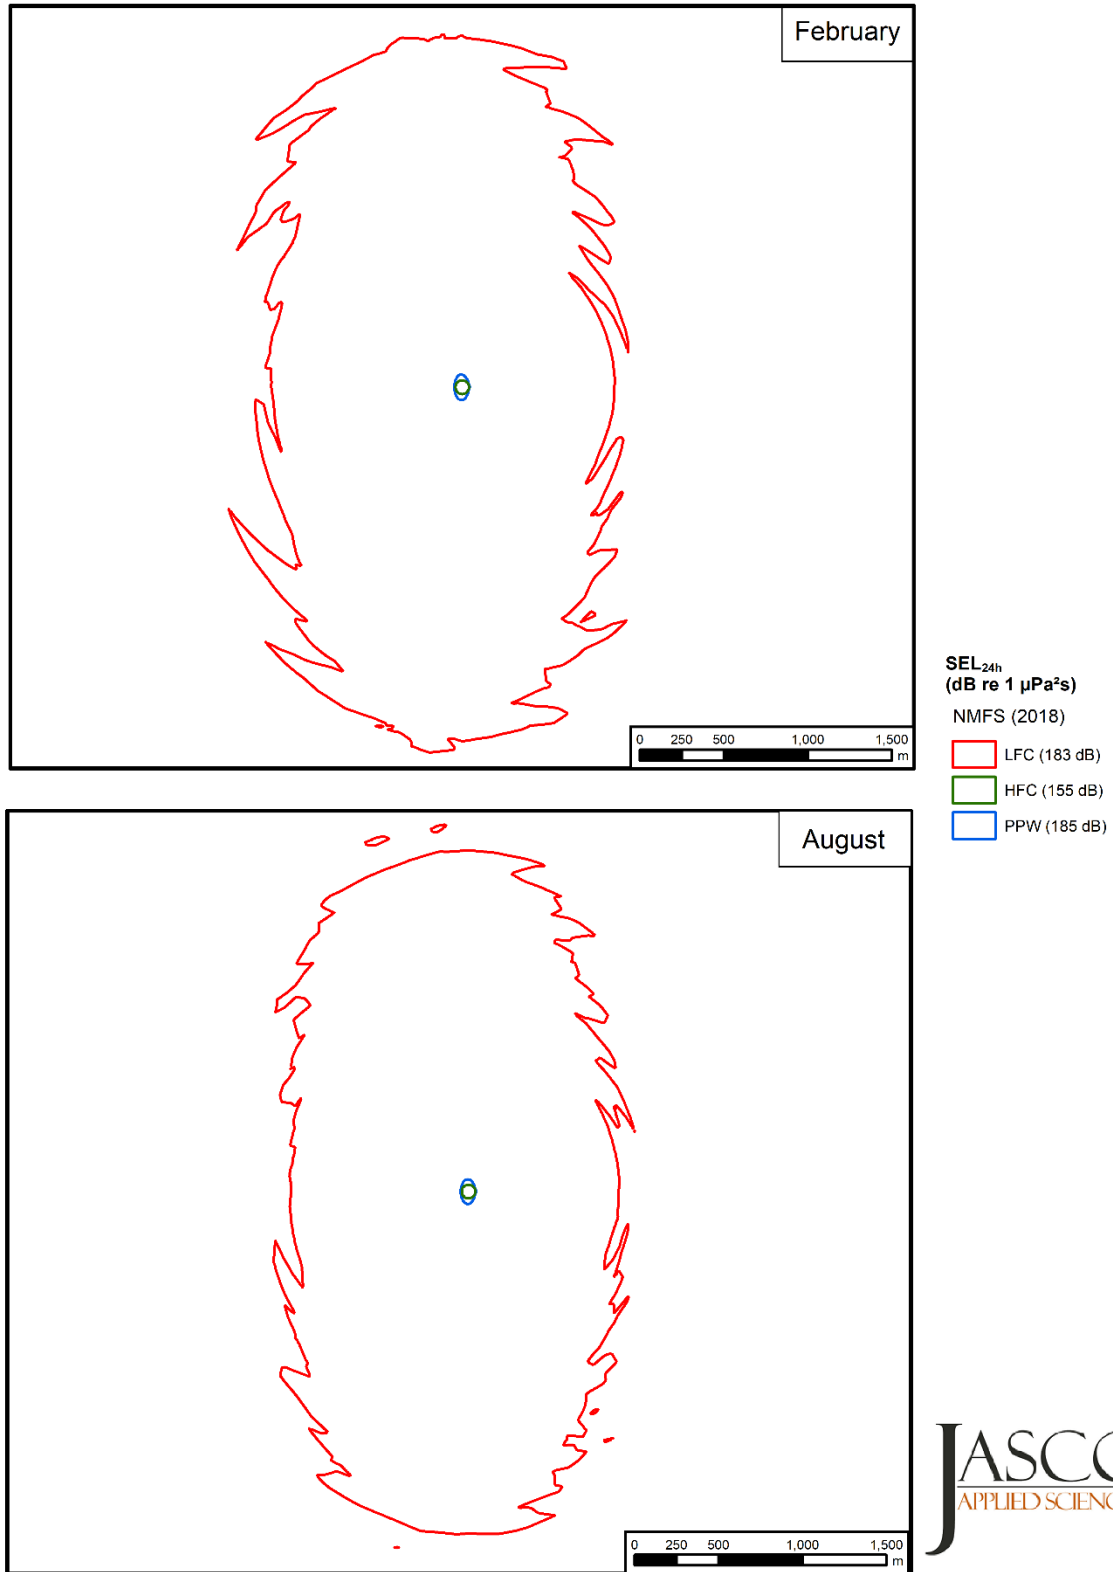 February
0 250 500 1,000 1,500
m
SEL24h
(dB re 1 µPa²s)
NMFS (2018)
LFC (183 dB)
HFC (155 dB)
PPW (185 dB)
August
0 250 500 1,000 1,500
m
JASCO
APPLIED SCIENC